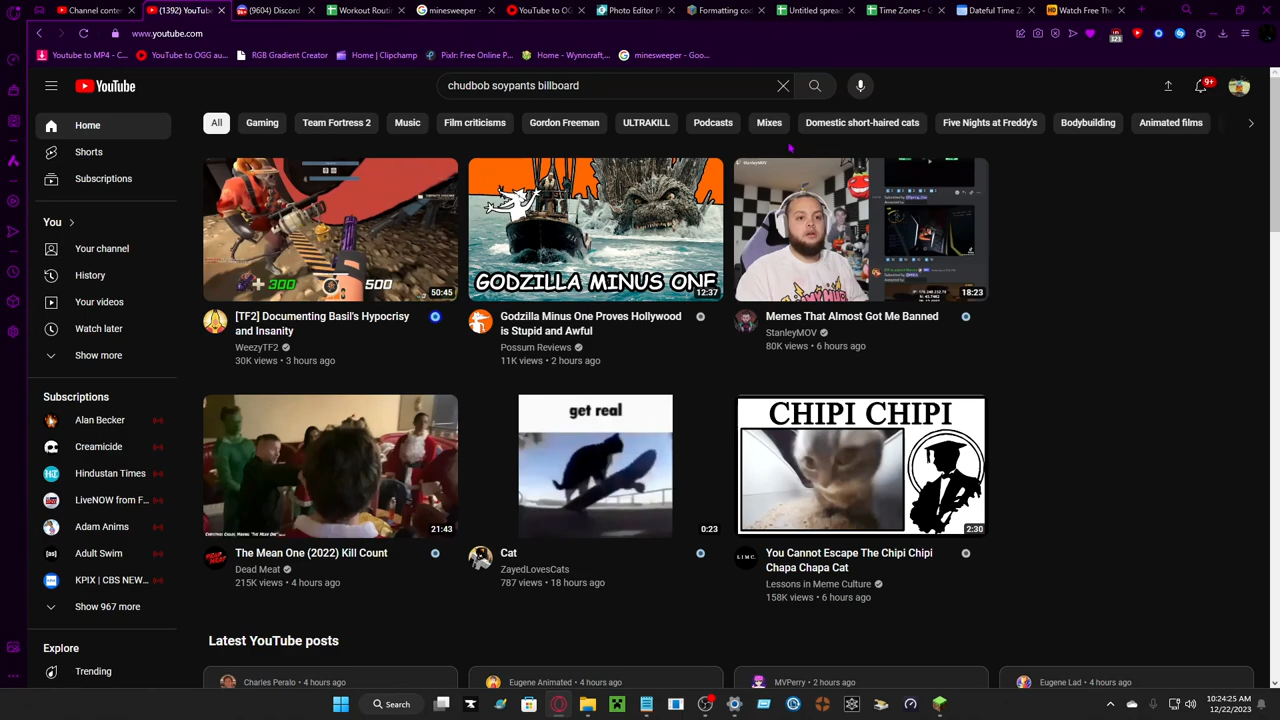 Channel content
(1392) YouTube
(9604) Discord
Workout Routin
minesweeper -
YouTube to OG
Photo Editor P
Formatting cod
Untitled spread
Time Zones - G
Dateful Time Z
Watch Free Th
www.youtube.com
321
Youtube to MP4 - C...
YouTube to OGG au...
RGB Gradient Creator
Home | Clipchamp
Pixlr: Free Online P...
Home - Wynncraft,...
minesweeper - Goo...
YouTube
chudbob soypants billboard
9+
Home
Shorts
Subscriptions
You
Your channel
History
Your videos
Watch later
Show more
Subscriptions
Alan Becker
Creamicide
Hindustan Times
LiveNOW from F...
Adam Anims
Adult Swim
KPIX | CBS NEW...
Show 967 more
Explore
Trending
All
Gaming
Team Fortress 2
Music
Film criticisms
Gordon Freeman
ULTRAKILL
Podcasts
Mixes
Domestic short-haired cats
Five Nights at Freddy's
Bodybuilding
Animated films
300
500
50:45
[TF2] Documenting Basil's Hypocrisy
and Insanity
WeezyTF2
30K views • 3 hours ago
GODZILLA MINUS ONE
12:37
Godzilla Minus One Proves Hollywood
is Stupid and Awful
Possum Reviews
11K views • 2 hours ago
StanleyMOV
18:23
Memes That Almost Got Me Banned
StanleyMOV
80K views • 6 hours ago
21:43
The Mean One (2022) Kill Count
Dead Meat
215K views • 4 hours ago
get real
0:23
Cat
ZayedLovesCats
787 views • 18 hours ago
CHIPI CHIPI
2:30
L.I.M.C.
You Cannot Escape The Chipi Chipi
Chapa Chapa Cat
Lessons in Meme Culture
158K views • 6 hours ago
Latest YouTube posts
Charles Peralo • 4 hours ago
Eugene Animated • 4 hours ago
MVPerry • 2 hours ago
Eugene Lad • 4 hours ago
Search
10:24:25 AM
12/22/2023